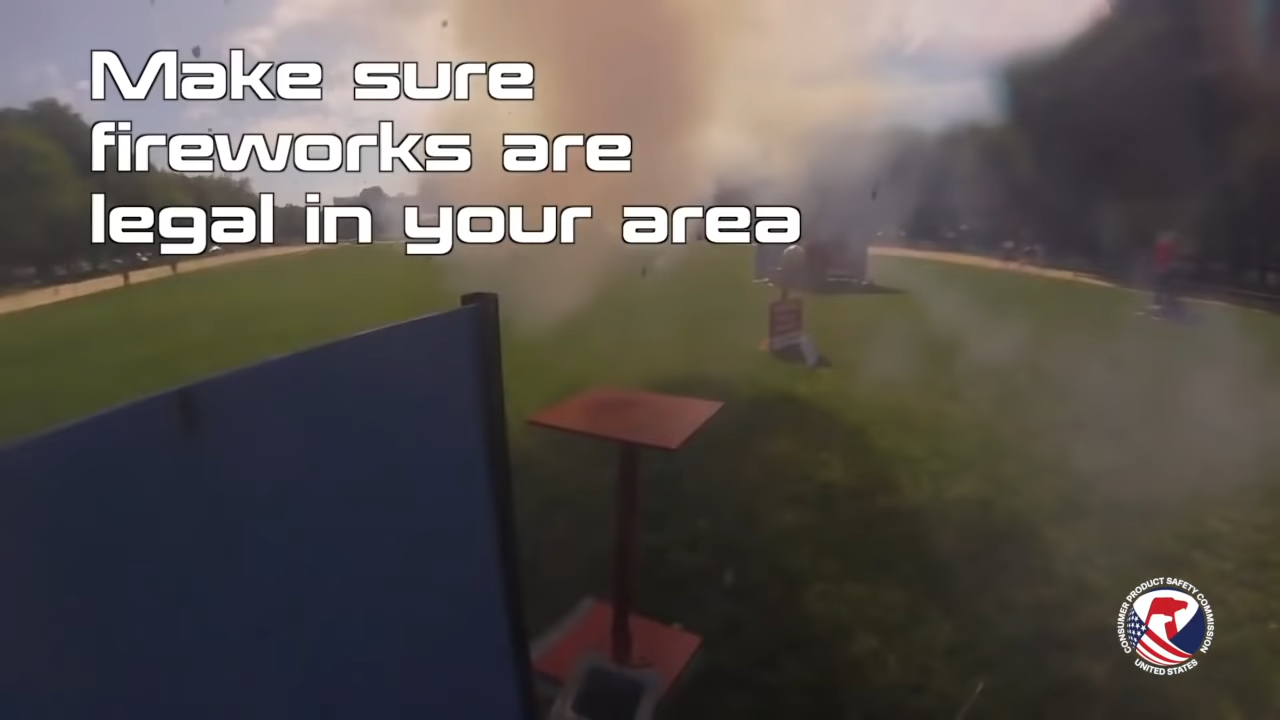 Make sure
fireworks are
legal in your area
CONSUMER PRODUCT SAFETY COMMISSION
UNITED STATES